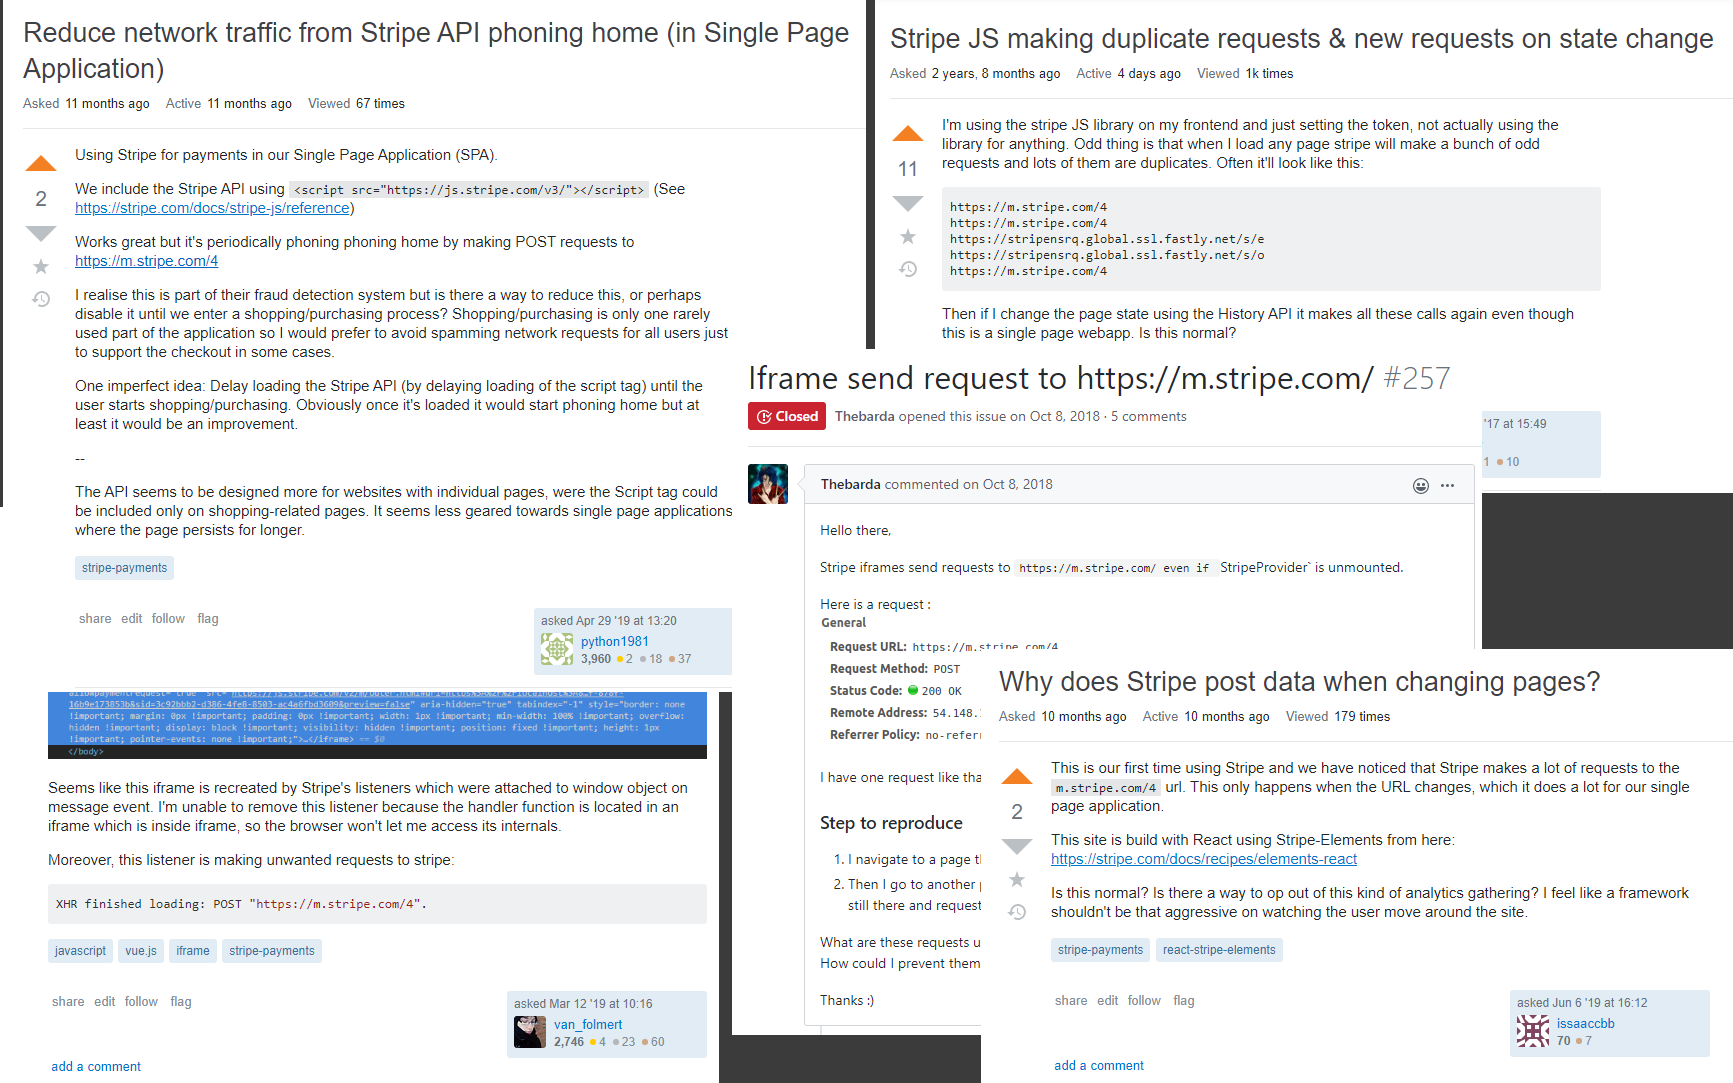 Reduce network traffic from Stripe API phoning home (in Single Page
Application)
Asked 11 months ago Active 11 months ago Viewed 67 times
2
Using Stripe for payments in our Single Page Application (SPA).
We include the Stripe API using <script src="https://js.stripe.com/v3/"></script> (See
https://stripe.com/docs/stripe-js/reference)
Works great but it's periodically phoning phoning home by making POST requests to
https://m.stripe.com/4
I realise this is part of their fraud detection system but is there a way to reduce this, or perhaps
disable it until we enter a shopping/purchasing process? Shopping/purchasing is only one rarely
used part of the application so I would prefer to avoid spamming network requests for all users just
to support the checkout in some cases.
One imperfect idea: Delay loading the Stripe API (by delaying loading of the script tag) until the
user starts shopping/purchasing. Obviously once it's loaded it would start phoning home but at
least it would be an improvement.
--
The API seems to be designed more for websites with individual pages, were the Script tag could
be included only on shopping-related pages. It seems less geared towards single page applications
where the page persists for longer.
stripe-payments
share edit follow flag
asked Apr 29 '19 at 13:20
python1981
3,960 2 18 37
Stripe JS making duplicate requests & new requests on state change
Asked 2 years, 8 months ago Active 4 days ago Viewed 1k times
11
I'm using the stripe JS library on my frontend and just setting the token, not actually using the
library for anything. Odd thing is that when I load any page stripe will make a bunch of odd
requests and lots of them are duplicates. Often it'll look like this:
https://m.stripe.com/4
https://m.stripe.com/4
https://stripensrq.global.ssl.fastly.net/s/e
https://stripensrq.global.ssl.fastly.net/s/o
https://m.stripe.com/4
Then if I change the page state using the History API it makes all these calls again even though
this is a single page webapp. Is this normal?
'17 at 15:49
1 10
Iframe send request to https://m.stripe.com/ #257
Closed Thebarda opened this issue on Oct 8, 2018 · 5 comments
Thebarda commented on Oct 8, 2018
Hello there,
Stripe iframes send requests to https://m.stripe.com/ even if StripeProvider` is unmounted.
Here is a request :
General
Request URL: https://m.stripe.com/4
Request Method: POST
Status Code: 200 OK
Remote Address: 54.148.
Referrer Policy: no-referr
I have one request like tha
Step to reproduce
1. I navigate to a page t
2. Then I go to another
still there and request
What are these requests u
How could I prevent them
Thanks :)
16b9e173853b&sid=3c92bbb2-d386-4fe8-8503-ac4a6fbd3609&preview=false" aria-hidden="true" tabindex="-1" style="border: none
!important; margin: 0px !important; padding: 0px !important; width: 1px !important; min-width: 100% !important; overflow:
hidden !important; display: block !important; visibility: hidden !important; position: fixed !important; height: 1px
!important; pointer-events: none !important;">…</iframe> == $0
</body>
Seems like this iframe is recreated by Stripe's listeners which were attached to window object on
message event. I'm unable to remove this listener because the handler function is located in an
iframe which is inside iframe, so the browser won't let me access its internals.
Moreover, this listener is making unwanted requests to stripe:
XHR finished loading: POST "https://m.stripe.com/4".
javascript vue.js iframe stripe-payments
share edit follow flag
asked Mar 12 '19 at 10:16
van_folmert
2,746 4 23 60
add a comment
Why does Stripe post data when changing pages?
Asked 10 months ago Active 10 months ago Viewed 179 times
2
This is our first time using Stripe and we have noticed that Stripe makes a lot of requests to the
m.stripe.com/4 url. This only happens when the URL changes, which it does a lot for our single
page application.
This site is build with React using Stripe-Elements from here:
https://stripe.com/docs/recipes/elements-react
Is this normal? Is there a way to op out of this kind of analytics gathering? I feel like a framework
shouldn't be that aggressive on watching the user move around the site.
stripe-payments react-stripe-elements
share edit follow flag
asked Jun 6 '19 at 16:12
issaaccbb
70 7
add a comment